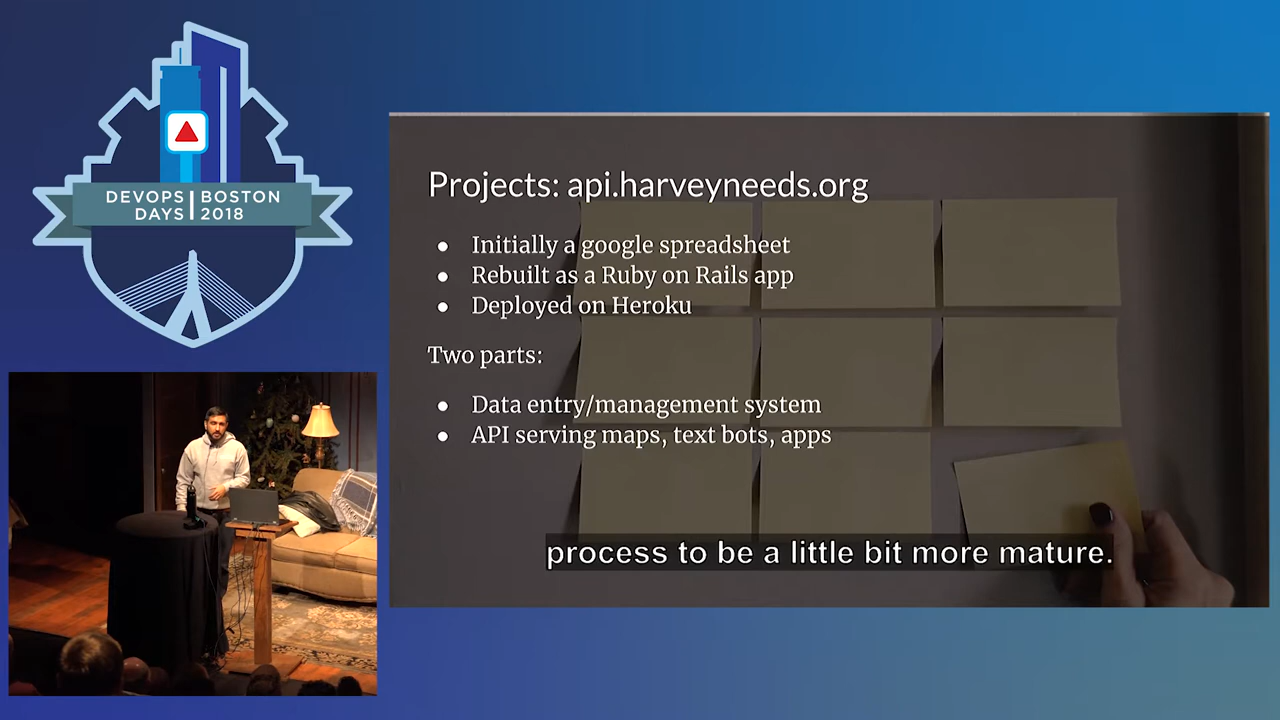 DEVOPS BOSTON
DAYS 2018
Projects: api.harveyneeds.org
● Initially a google spreadsheet
● Rebuilt as a Ruby on Rails app
● Deployed on Heroku
Two parts:
● Data entry/management system
● API serving maps, text bots, apps
process to be a little bit more mature.